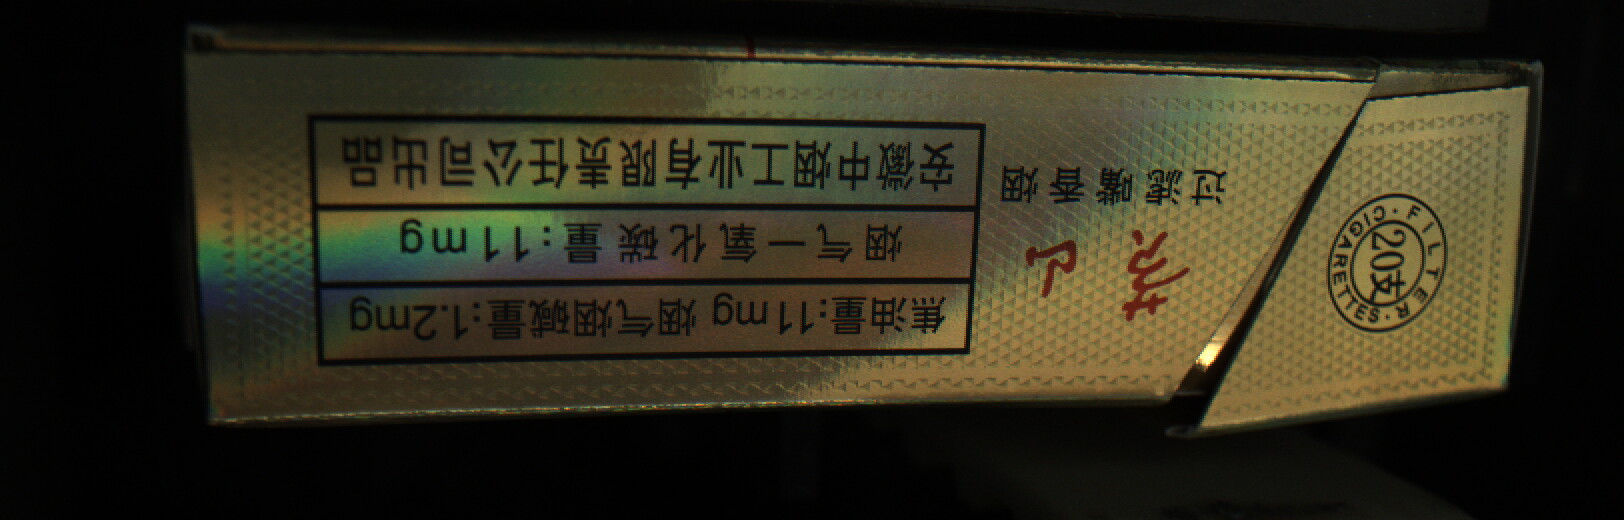 FILTER·CIGARETTES·
20支
黄山
过滤嘴香烟
焦油量:11mg 烟气烟碱量:1.2mg
烟气一氧化碳量:11mg
安徽中烟工业有限责任公司出品